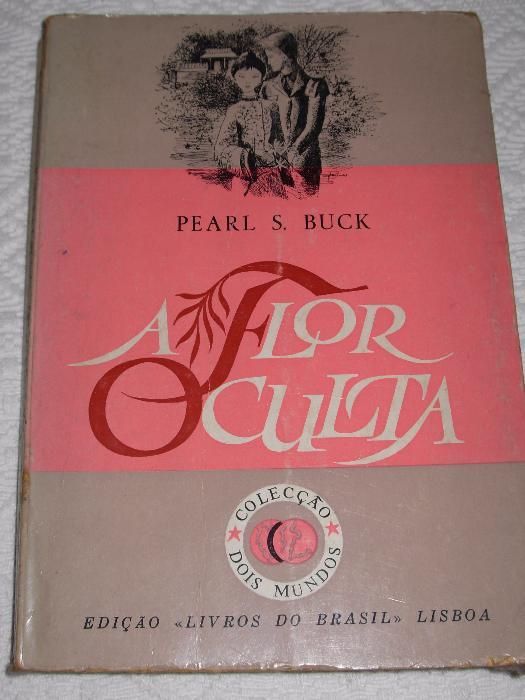 PEARL S. BUCK
A FLOR
OCULTA
COLECÇÃO
DOIS MUNDOS
EDIÇÃO «LIVROS DO BRASIL» LISBOA